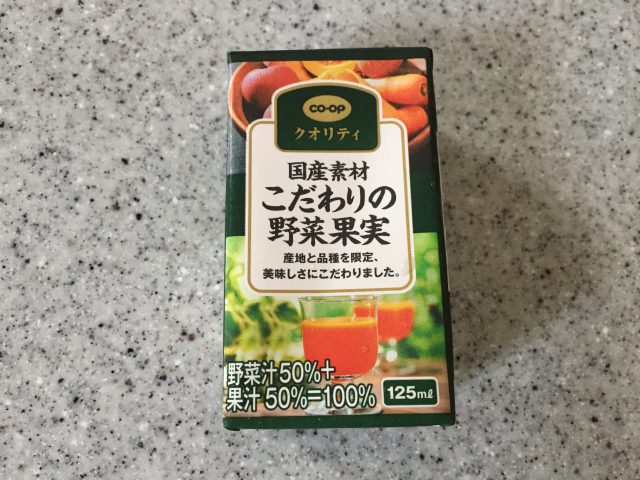 CO-OP
クオリティ
国産素材
こだわりの
野菜果実
産地と品種を限定、
美味しさにこだわりました。
野菜汁50%+
果汁50%=100%
125mℓ